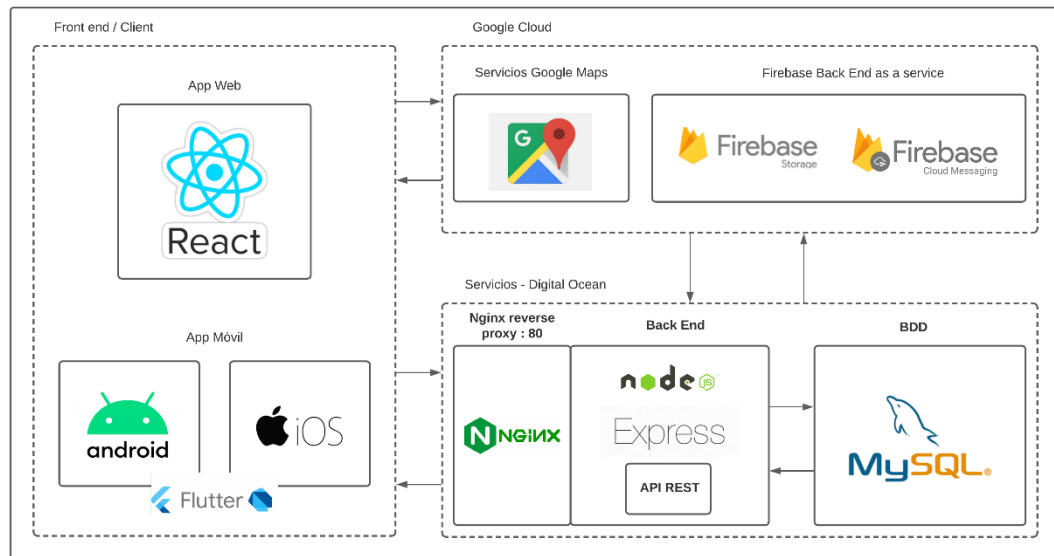 Front end / Client
App Web
React
App Móvil
android
iOS
Flutter
Google Cloud
Servicios Google Maps
G
Firebase Back End as a service
Firebase
Storage
Firebase
Cloud Messaging
Servicios - Digital Ocean
Nginx reverse
proxy : 80
NGINX
Back End
node
JS
Express
API REST
BDD
MySQL®